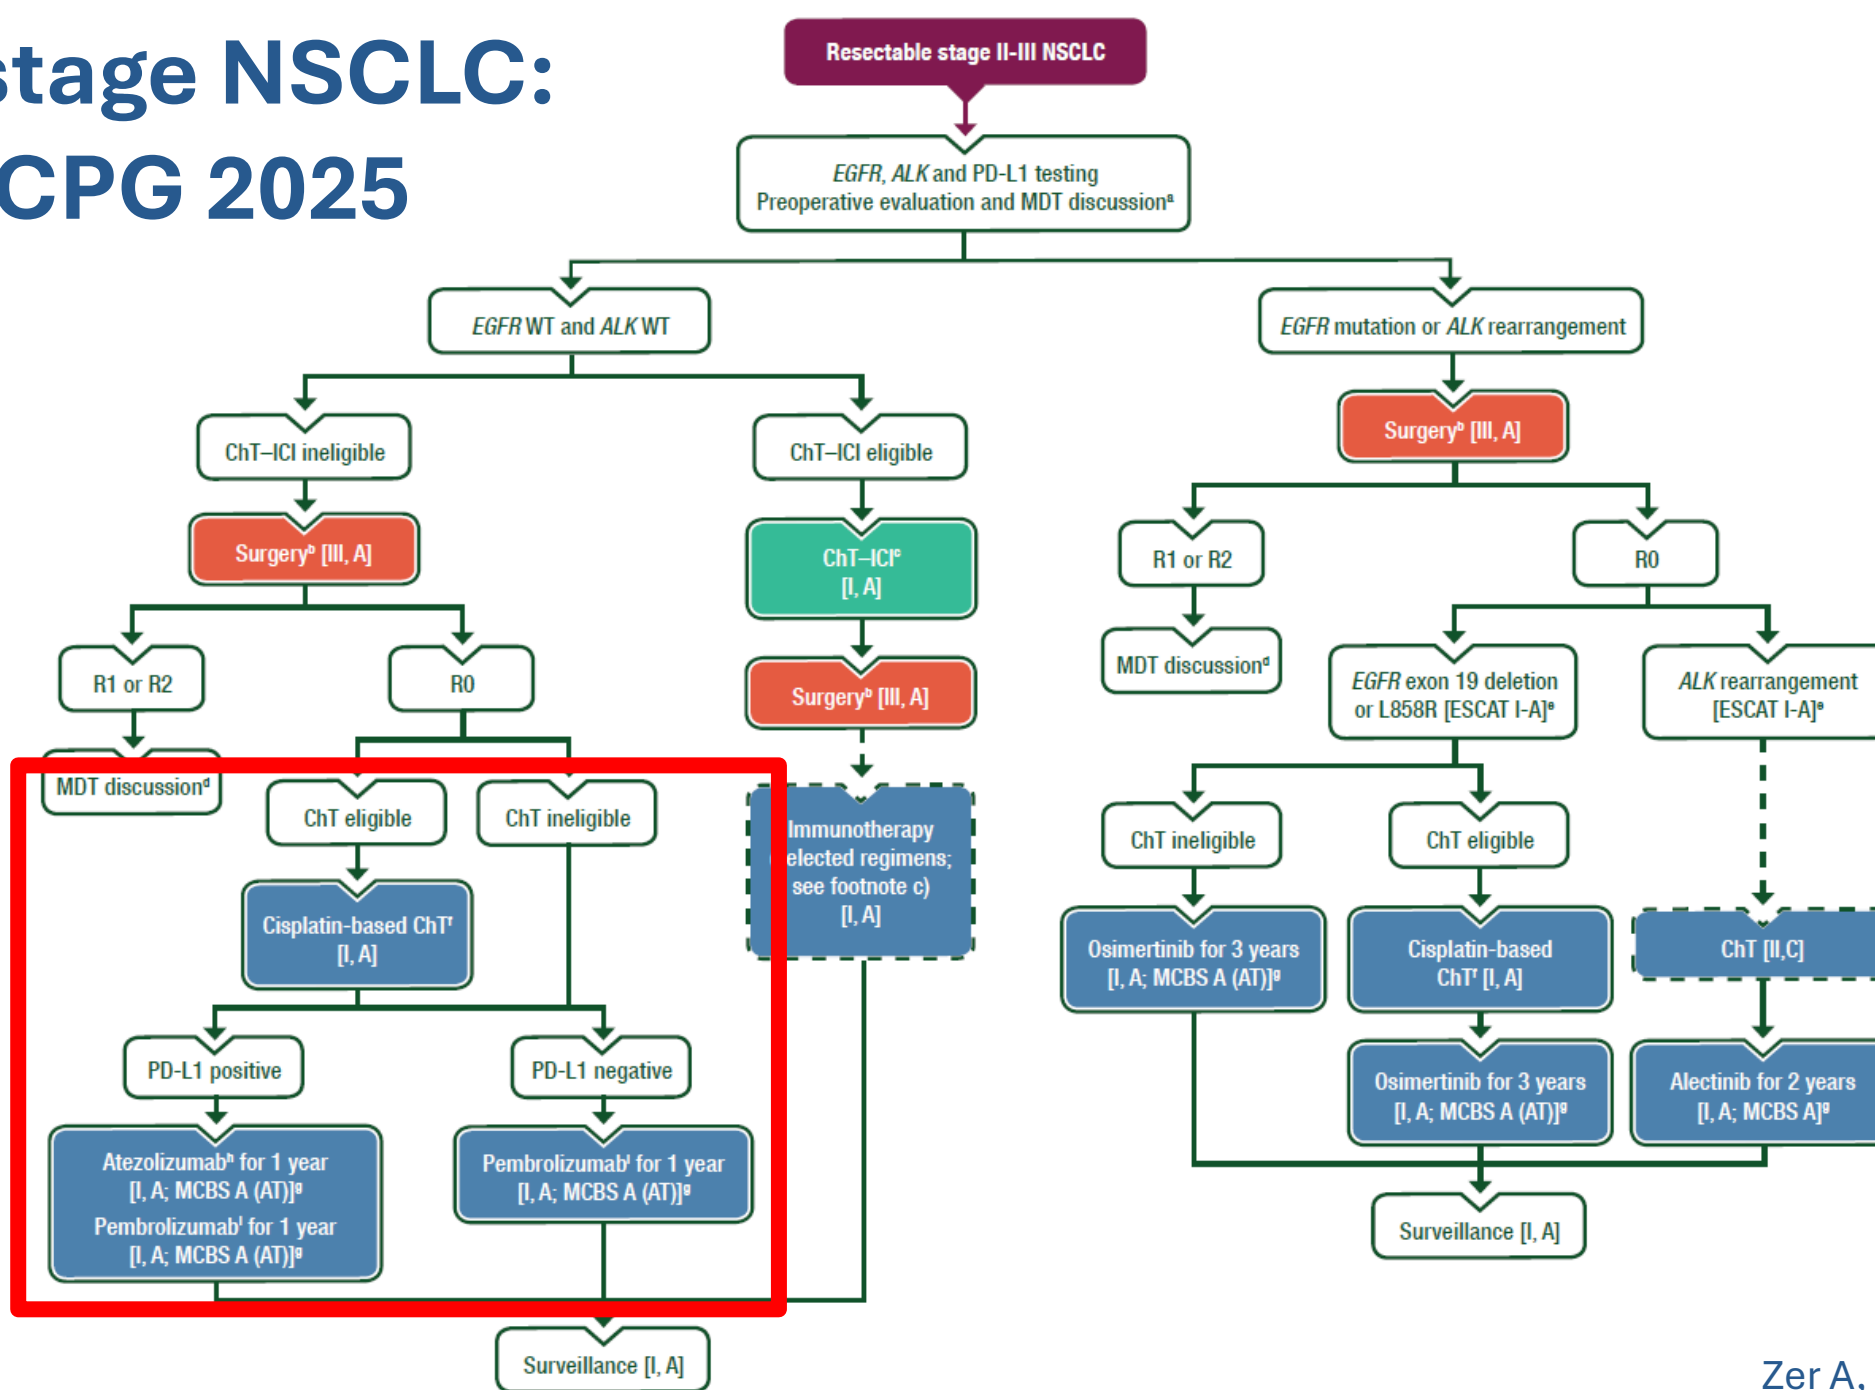 stage NSCLC:
CPG 2025
Resectable stage II-III NSCLC
EGFR, ALK and PD-L1 testing
Preoperative evaluation and MDT discussionᵃ
EGFR WT and ALK WT
EGFR mutation or ALK rearrangement
ChT–ICI ineligible
ChT–ICI eligible
Surgeryᵇ [III, A]
Surgeryᵇ [III, A]
ChT–ICIᶜ
[I, A]
Surgeryᵇ [III, A]
R1 or R2
R0
R1 or R2
R0
MDT discussionᵈ
MDT discussionᵈ
EGFR exon 19 deletion
or L858R [ESCAT I-A]ᵉ
ALK rearrangement
[ESCAT I-A]ᵉ
ChT eligible
ChT ineligible
Immunotherapy
elected regimens;
see footnote c)
[I, A]
ChT ineligible
ChT eligible
Cisplatin-based ChTᶠ
[I, A]
Osimertinib for 3 years
[I, A; MCBS A (AT)]ᵍ
Cisplatin-based
ChTᶠ [I, A]
ChT [II,C]
PD-L1 positive
PD-L1 negative
Osimertinib for 3 years
[I, A; MCBS A (AT)]ᵍ
Alectinib for 2 years
[I, A; MCBS A]ᵍ
Atezolizumabʰ for 1 year
[I, A; MCBS A (AT)]ᵍ
Pembrolizumabⁱ for 1 year
[I, A; MCBS A (AT)]ᵍ
Pembrolizumabⁱ for 1 year
[I, A; MCBS A (AT)]ᵍ
Surveillance [I, A]
Surveillance [I, A]
Zer A,